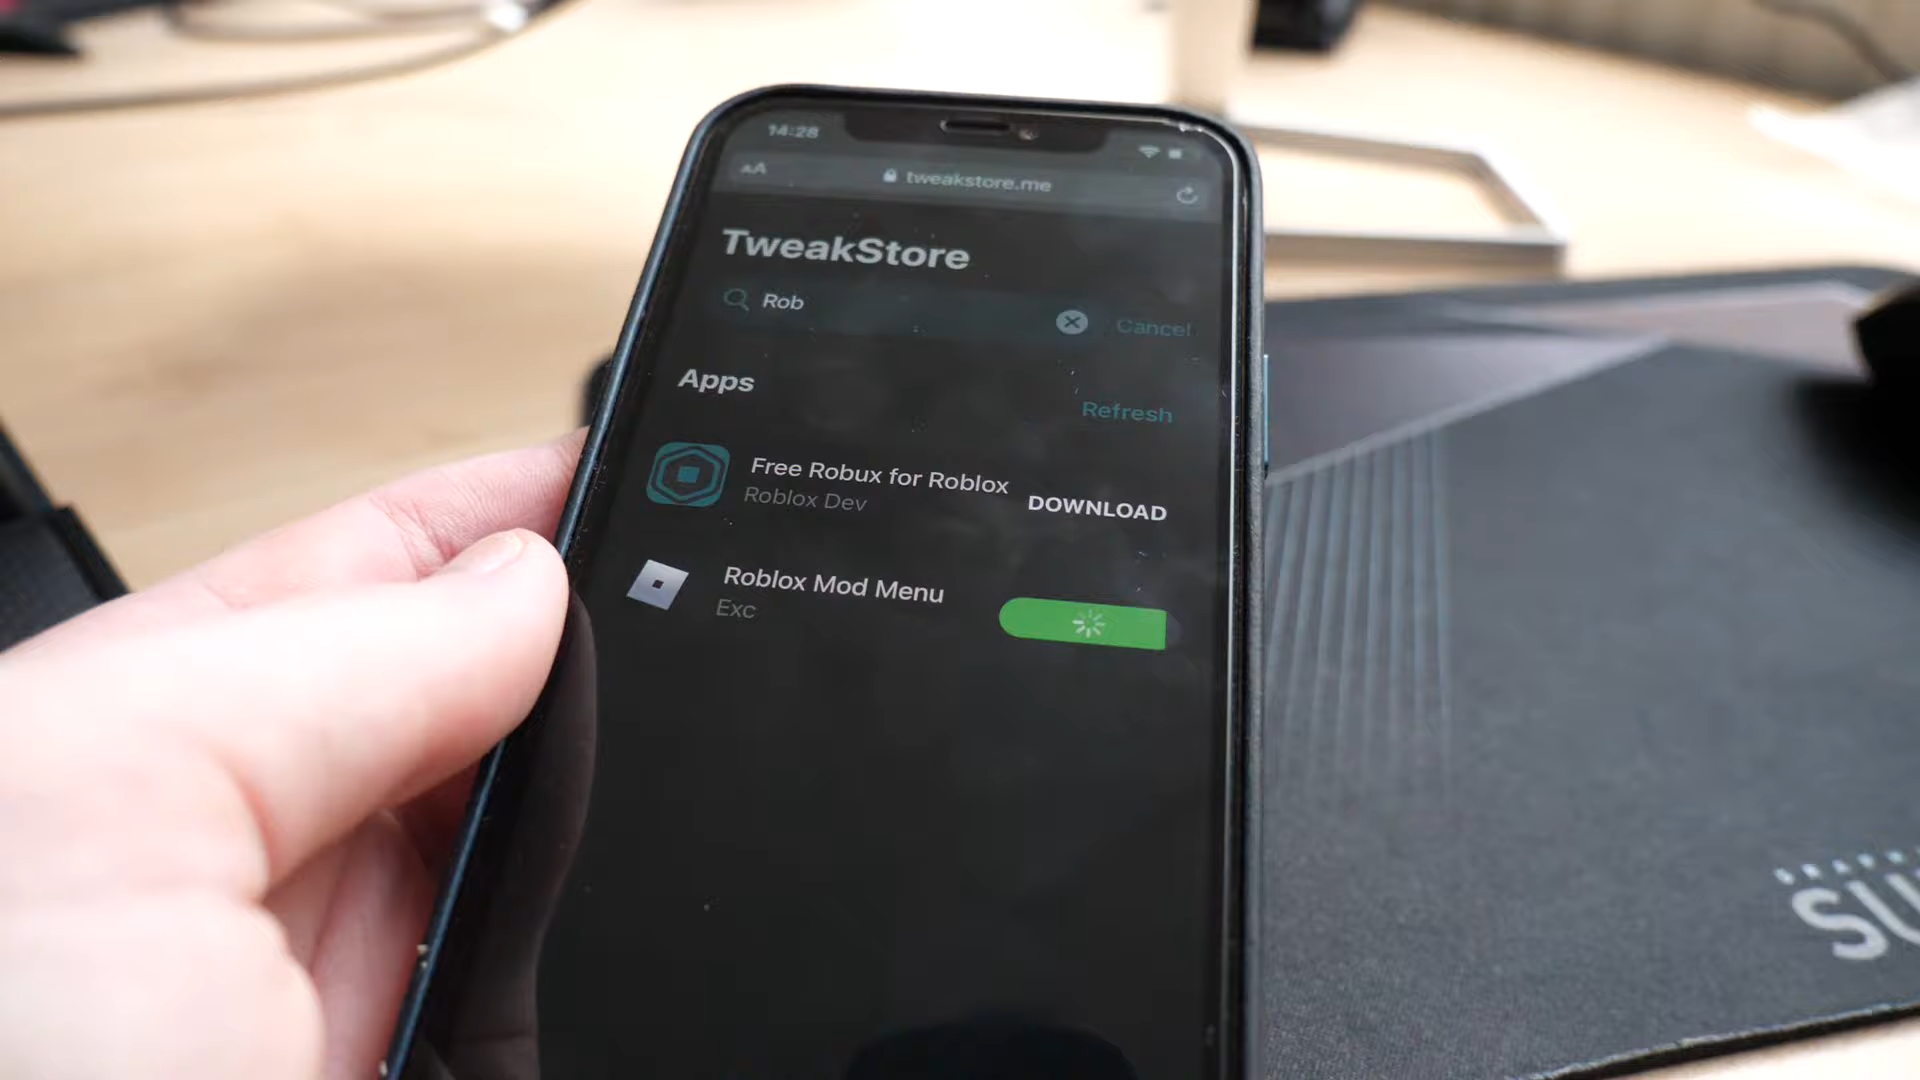 14:28
AA
tweakstore.me
TweakStore
Rob
Cancel
Apps
Refresh
Free Robux for Roblox
Roblox Dev
DOWNLOAD
Roblox Mod Menu
Exc
SU